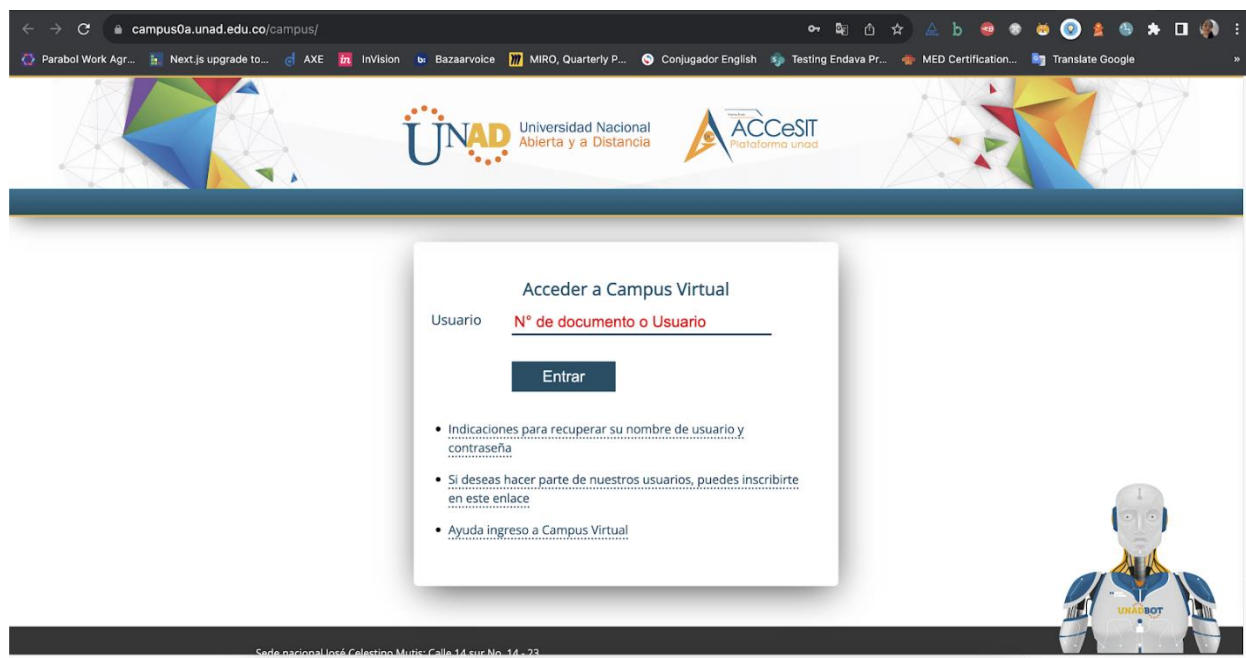 campus0a.unad.edu.co/campus/
Parabol Work Agr... Next.js upgrade to... AXE InVision Bazaarvoice MIRO, Quarterly P... Conjugador English Testing Endava Pr... MED Certification... Translate Google »
UNAD Universidad Nacional
Abierta y a Distancia
ACCeSIT
Plataforma unad
Acceder a Campus Virtual
Usuario N° de documento o Usuario
Entrar
• Indicaciones para recuperar su nombre de usuario y
contraseña
• Si deseas hacer parte de nuestros usuarios, puedes inscribirte
en este enlace
• Ayuda ingreso a Campus Virtual
UNADBOT
Sede nacional José Celestino Mutis: Calle 14 sur No. 14 - 23